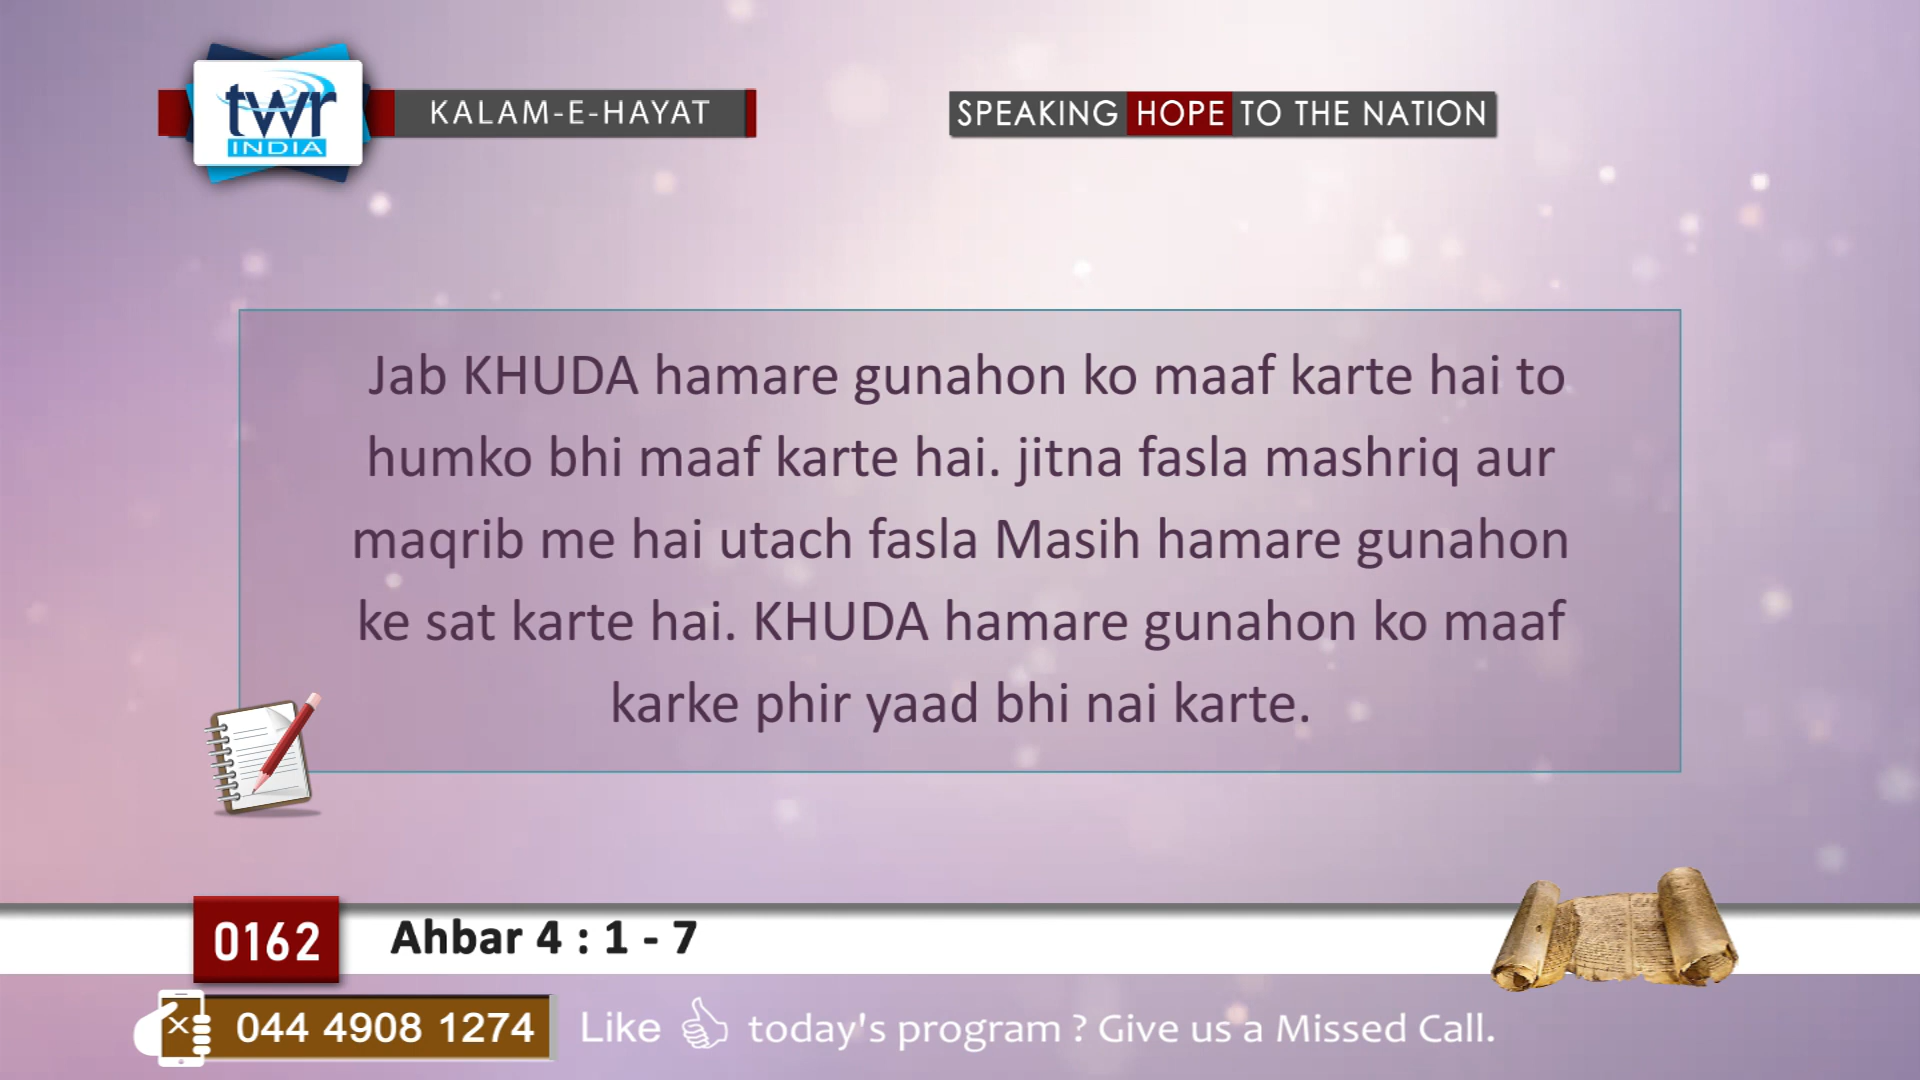 twr
INDIA
KALAM-E-HAYAT
SPEAKING HOPE TO THE NATION
Jab KHUDA hamare gunahon ko maaf karte hai to
humko bhi maaf karte hai. jitna fasla mashriq aur
maqrib me hai utach fasla Masih hamare gunahon
ke sat karte hai. KHUDA hamare gunahon ko maaf
karke phir yaad bhi nai karte.
0162
Ahbar 4 : 1 - 7
044 4908 1274
Like today's program ? Give us a Missed Call.